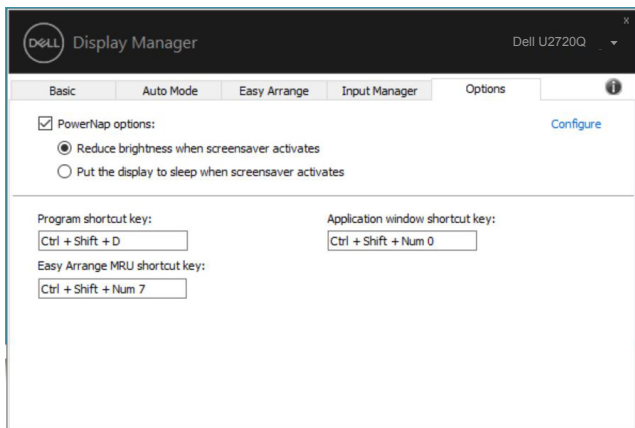 DELL Display Manager
Dell U2720Q
x
Basic Auto Mode Easy Arrange Input Manager Options
PowerNap options:
Configure
Reduce brightness when screensaver activates
Put the display to sleep when screensaver activates
Program shortcut key:
Application window shortcut key:
Ctrl + Shift + D
Ctrl + Shift + Num 0
Easy Arrange MRU shortcut key:
Ctrl + Shift + Num 7